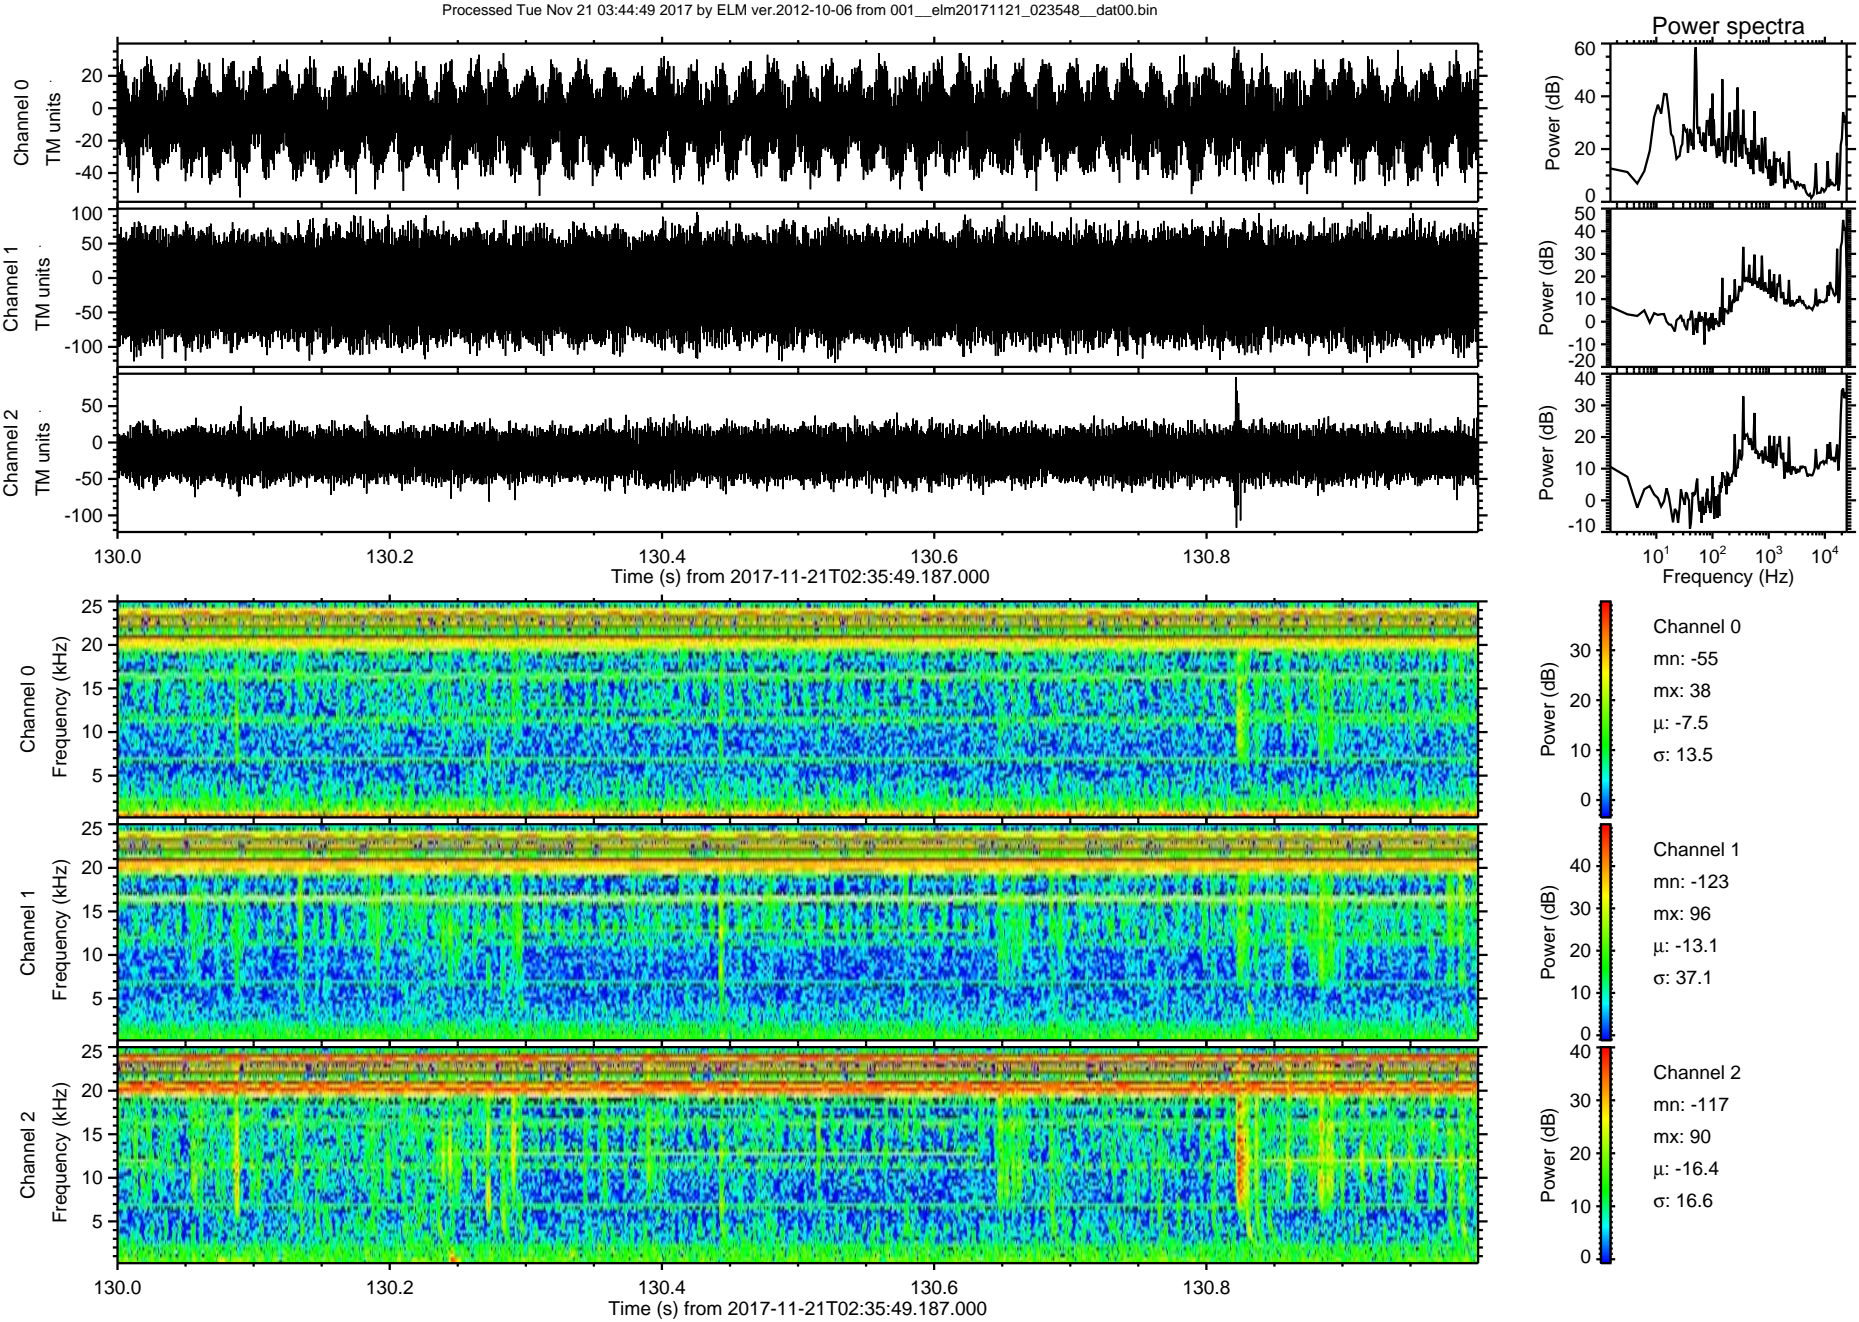 Processed Tue Nov 21 03:44:49 2017 by ELM ver.2012-10-06 from 001__elm20171121_023548__dat00.bin
Power spectra
Channel 0
TM units
20
0
-20
-40
Power (dB)
60
40
20
0
Channel 1
TM units
100
50
0
-50
-100
Power (dB)
50
40
30
20
10
0
-10
-20
Channel 2
TM units
50
0
-50
-100
Power (dB)
40
30
20
10
0
-10
130.0 130.2 130.4 130.6 130.8
Time (s) from 2017-11-21T02:35:49.187.000
10¹ 10² 10³ 10⁴
Frequency (Hz)
Channel 0
Frequency (kHz)
25
20
15
10
5
Power (dB)
30
20
10
0
Channel 0
mn: -55
mx: 38
μ: -7.5
σ: 13.5
Channel 1
Frequency (kHz)
25
20
15
10
5
Power (dB)
40
30
20
10
0
Channel 1
mn: -123
mx: 96
μ: -13.1
σ: 37.1
Channel 2
Frequency (kHz)
25
20
15
10
5
Power (dB)
40
30
20
10
0
Channel 2
mn: -117
mx: 90
μ: -16.4
σ: 16.6
130.0 130.2 130.4 130.6 130.8
Time (s) from 2017-11-21T02:35:49.187.000